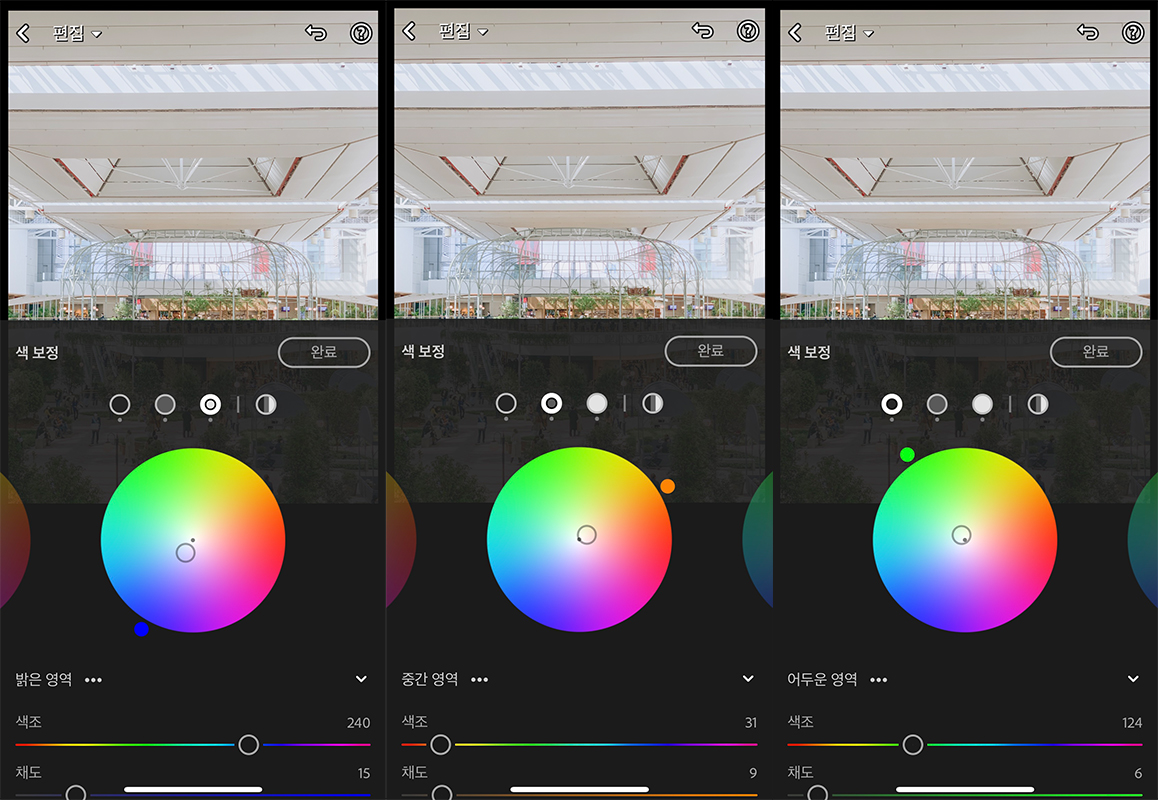 편집
색 보정
완료
밝은 영역
색조 240
채도 15
편집
색 보정
완료
중간 영역
색조 31
채도 9
편집
색 보정
완료
어두운 영역
색조 124
채도 6